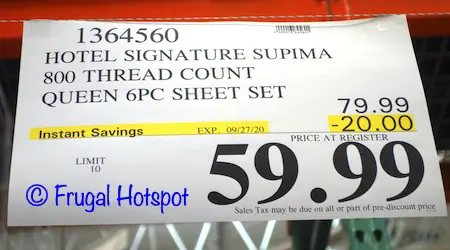 1364560
HOTEL SIGNATURE SUPIMA
800 THREAD COUNT
QUEEN 6PC SHEET SET
79.99
Instant Savings EXP. 09/27/20 -20.00
PRICE AT REGISTER
LIMIT
10
59.99
© Frugal Hotspot
Sales Tax may be due on all or part of pre-discount price